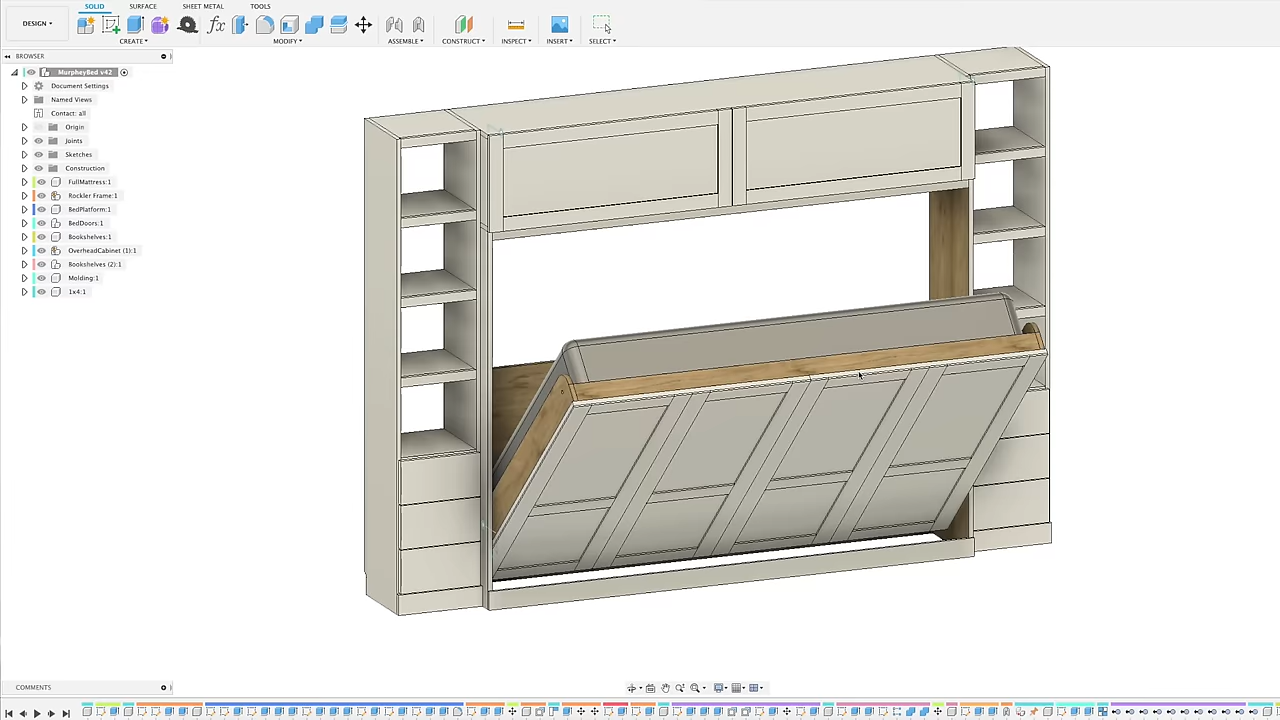 SOLID SURFACE SHEET METAL TOOLS
DESIGN
CREATE MODIFY ASSEMBLE CONSTRUCT INSPECT INSERT SELECT
BROWSER
MurpheyBed v42
Document Settings
Named Views
Contact: all
Origin
Joints
Sketches
Construction
FullMattress:1
Rockler Frame:1
BedPlatform:1
BedDoors:1
Bookshelves:1
OverheadCabinet (1):1
Bookshelves (2):1
Molding:1
1x4:1
COMMENTS